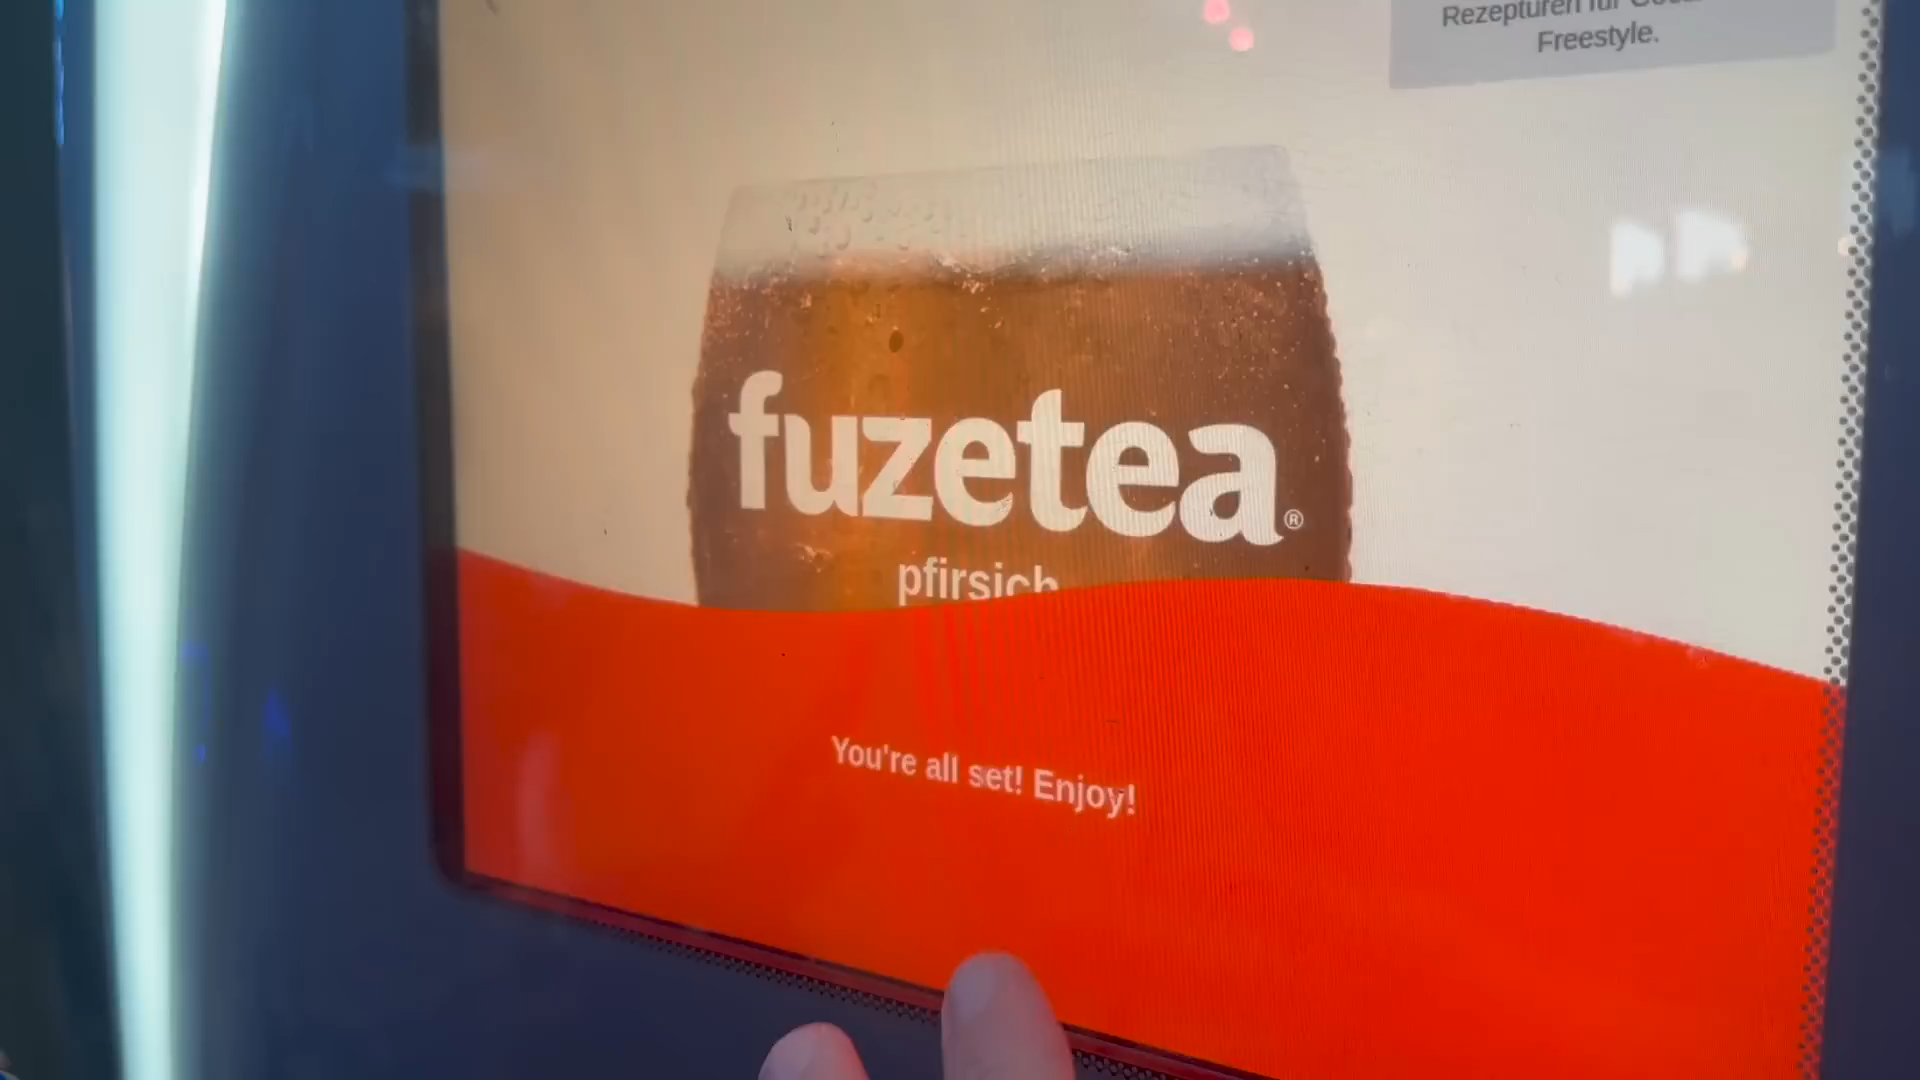 Rezepturen für
Freestyle.
fuzetea®
pfirsich
You're all set! Enjoy!